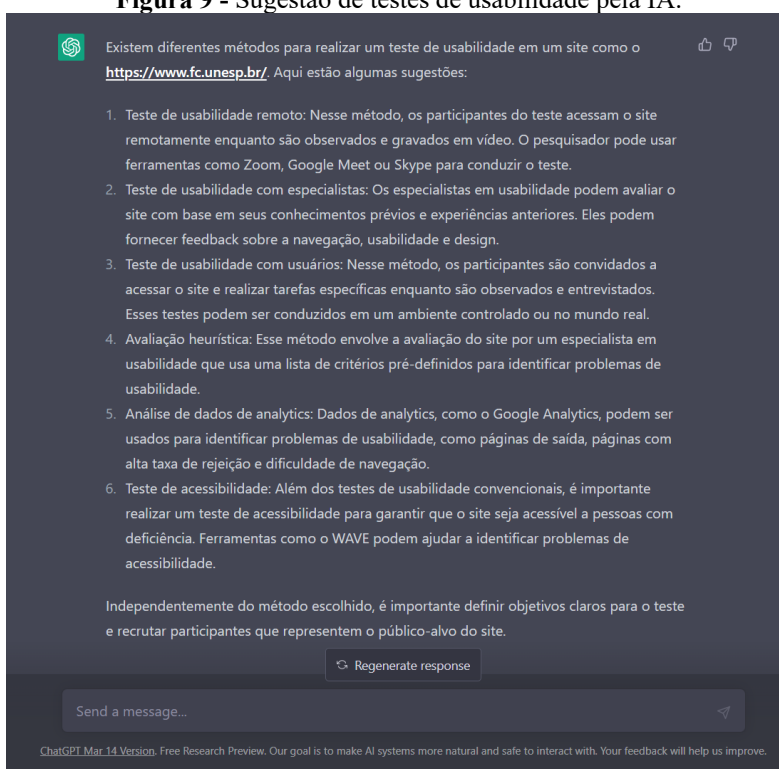 Figura 9 - Sugestão de testes de usabilidade pela IA.
Existem diferentes métodos para realizar um teste de usabilidade em um site como o
https://www.fc.unesp.br/. Aqui estão algumas sugestões:
1. Teste de usabilidade remoto: Nesse método, os participantes do teste acessam o site
remotamente enquanto são observados e gravados em vídeo. O pesquisador pode usar
ferramentas como Zoom, Google Meet ou Skype para conduzir o teste.
2. Teste de usabilidade com especialistas: Os especialistas em usabilidade podem avaliar o
site com base em seus conhecimentos prévios e experiências anteriores. Eles podem
fornecer feedback sobre a navegação, usabilidade e design.
3. Teste de usabilidade com usuários: Nesse método, os participantes são convidados a
acessar o site e realizar tarefas específicas enquanto são observados e entrevistados.
Esses testes podem ser conduzidos em um ambiente controlado ou no mundo real.
4. Avaliação heurística: Esse método envolve a avaliação do site por um especialista em
usabilidade que usa uma lista de critérios pré-definidos para identificar problemas de
usabilidade.
5. Análise de dados de analytics: Dados de analytics, como o Google Analytics, podem ser
usados para identificar problemas de usabilidade, como páginas de saída, páginas com
alta taxa de rejeição e dificuldade de navegação.
6. Teste de acessibilidade: Além dos testes de usabilidade convencionais, é importante
realizar um teste de acessibilidade para garantir que o site seja acessível a pessoas com
deficiência. Ferramentas como o WAVE podem ajudar a identificar problemas de
acessibilidade.
Independentemente do método escolhido, é importante definir objetivos claros para o teste
e recrutar participantes que representem o público-alvo do site.
Regenerate response
Send a message...
ChatGPT Mar 14 Version. Free Research Preview. Our goal is to make AI systems more natural and safe to interact with. Your feedback will help us improve.